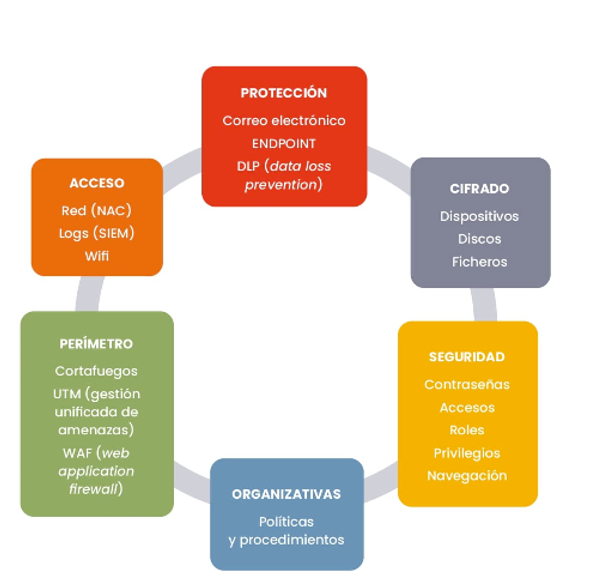 PROTECCIÓN
Correo electrónico
ENDPOINT
DLP (data loss
prevention)
CIFRADO
Dispositivos
Discos
Ficheros
SEGURIDAD
Contraseñas
Accesos
Roles
Privilegios
Navegación
ORGANIZATIVAS
Políticas
y procedimientos
PERÍMETRO
Cortafuegos
UTM (gestión
unificada de
amenazas)
WAF (web
application
firewall)
ACCESO
Red (NAC)
Logs (SIEM)
Wifi